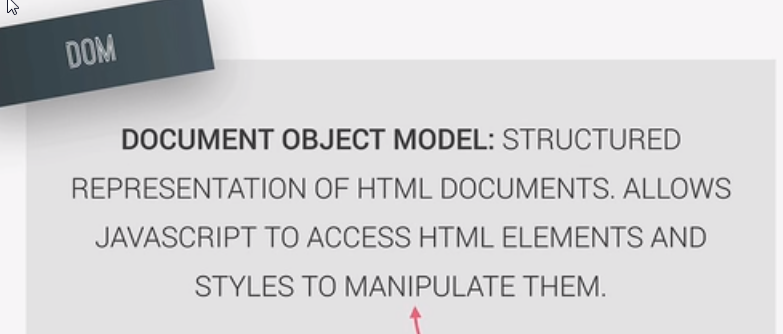 DOM
DOCUMENT OBJECT MODEL: STRUCTURED
REPRESENTATION OF HTML DOCUMENTS. ALLOWS
JAVASCRIPT TO ACCESS HTML ELEMENTS AND
STYLES TO MANIPULATE THEM.